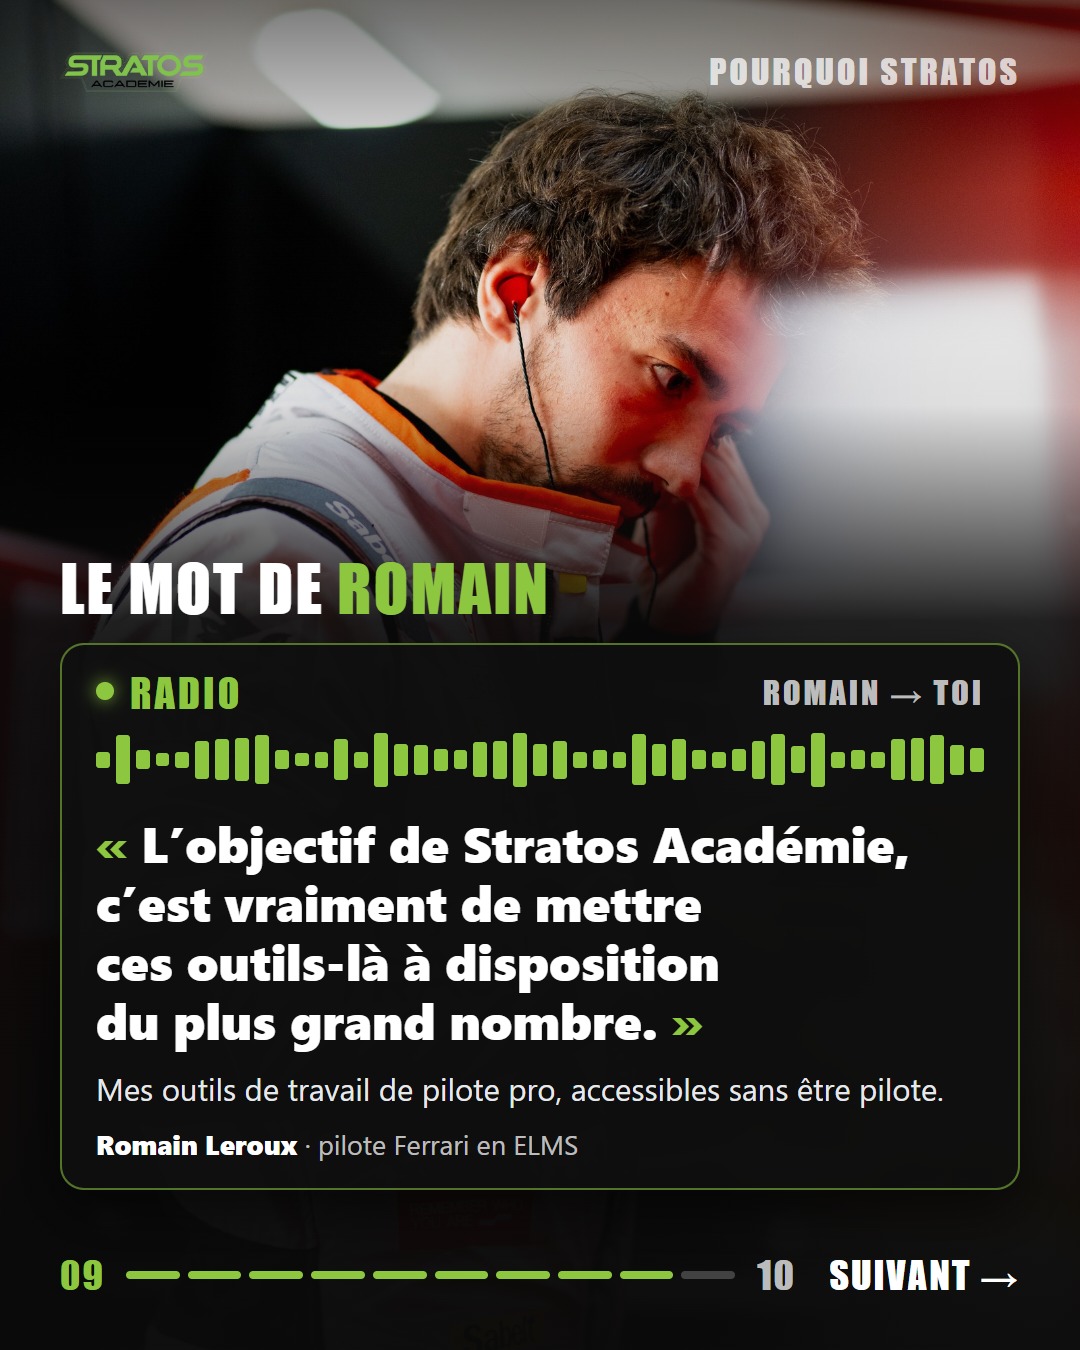 STRATOS
ACADEMIE
POURQUOI STRATOS
LE MOT DE ROMAIN
RADIO
ROMAIN → TOI
« L’objectif de Stratos Académie,
c’est vraiment de mettre
ces outils-là à disposition
du plus grand nombre. »
Mes outils de travail de pilote pro, accessibles sans être pilote.
Romain Leroux · pilote Ferrari en ELMS
09
10
SUIVANT →